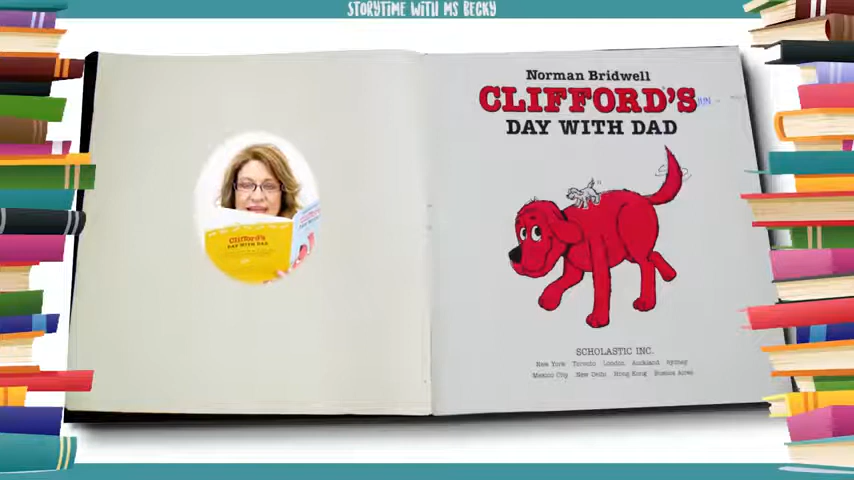 STORYTIME WITH MS BECKY
Norman Bridwell
CLIFFORD'S
DAY WITH DAD
Clifford's
DAY WITH DAD
SCHOLASTIC INC.
New York Toronto London Auckland Sydney
Mexico City New Delhi Hong Kong Buenos Aires